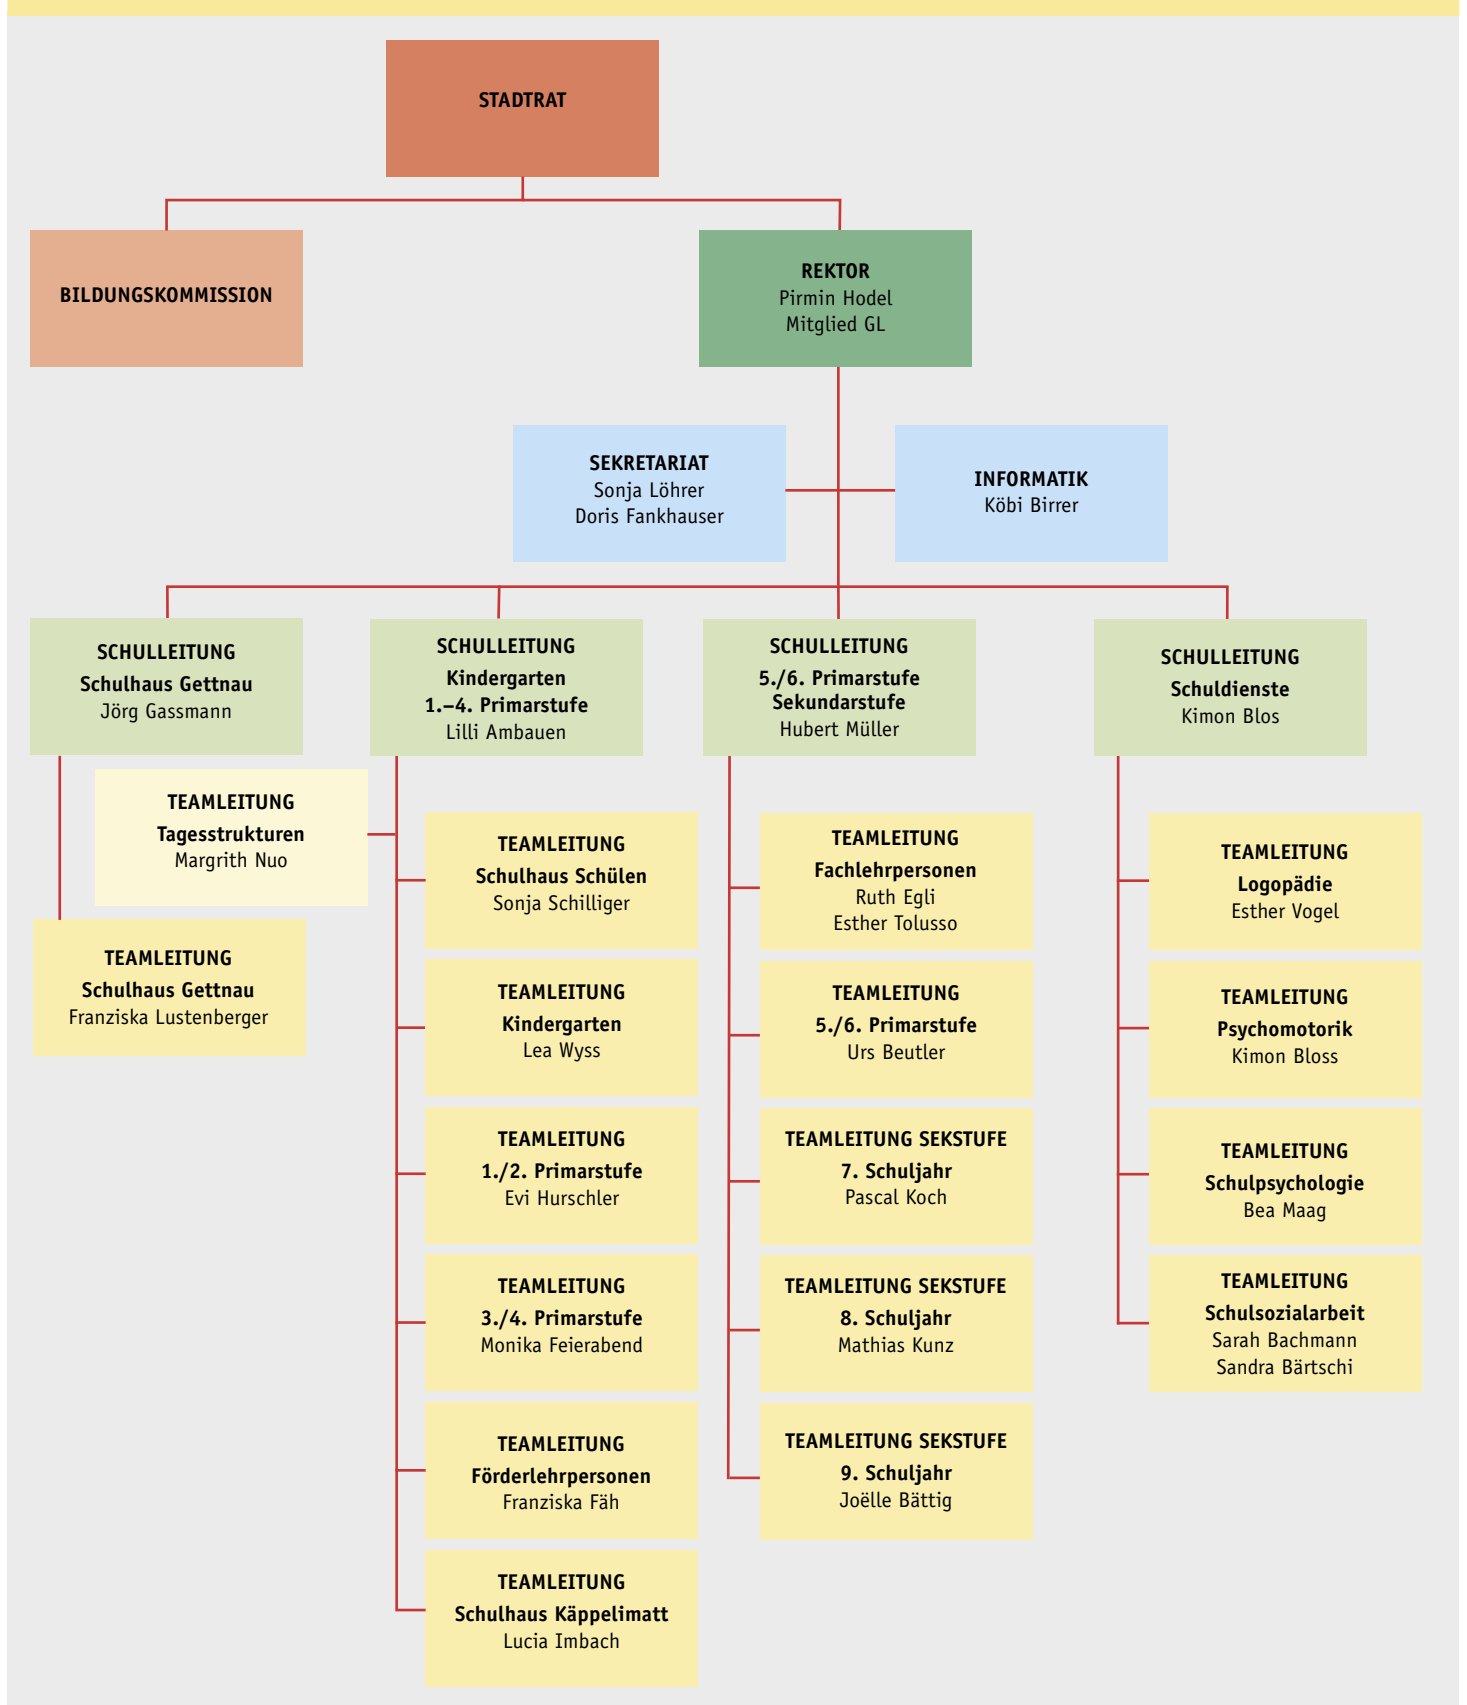 STADTRAT
BILDUNGSKOMMISSION
REKTOR
Pirmin Hodel
Mitglied GL
SEKRETARIAT
Sonja Löhrer
Doris Fankhauser
INFORMATIK
Köbi Birrer
SCHULLEITUNG
Schulhaus Gettnau
Jörg Gassmann
SCHULLEITUNG
Kindergarten
1.–4. Primarstufe
Lilli Ambauen
SCHULLEITUNG
5./6. Primarstufe
Sekundarstufe
Hubert Müller
SCHULLEITUNG
Schuldienste
Kimon Blos
TEAMLEITUNG
Tagesstrukturen
Margrith Nuo
TEAMLEITUNG
Schulhaus Gettnau
Franziska Lustenberger
TEAMLEITUNG
Schulhaus Schülen
Sonja Schilliger
TEAMLEITUNG
Kindergarten
Lea Wyss
TEAMLEITUNG
1./2. Primarstufe
Evi Hurschler
TEAMLEITUNG
3./4. Primarstufe
Monika Feierabend
TEAMLEITUNG
Förderlehrpersonen
Franziska Fäh
TEAMLEITUNG
Schulhaus Käppelimatt
Lucia Imbach
TEAMLEITUNG
Fachlehrpersonen
Ruth Egli
Esther Tolusso
TEAMLEITUNG
5./6. Primarstufe
Urs Beutler
TEAMLEITUNG SEKSTUFE
7. Schuljahr
Pascal Koch
TEAMLEITUNG SEKSTUFE
8. Schuljahr
Mathias Kunz
TEAMLEITUNG SEKSTUFE
9. Schuljahr
Joëlle Bättig
TEAMLEITUNG
Logopädie
Esther Vogel
TEAMLEITUNG
Psychomotorik
Kimon Bloss
TEAMLEITUNG
Schulpsychologie
Bea Maag
TEAMLEITUNG
Schulsozialarbeit
Sarah Bachmann
Sandra Bärtschi